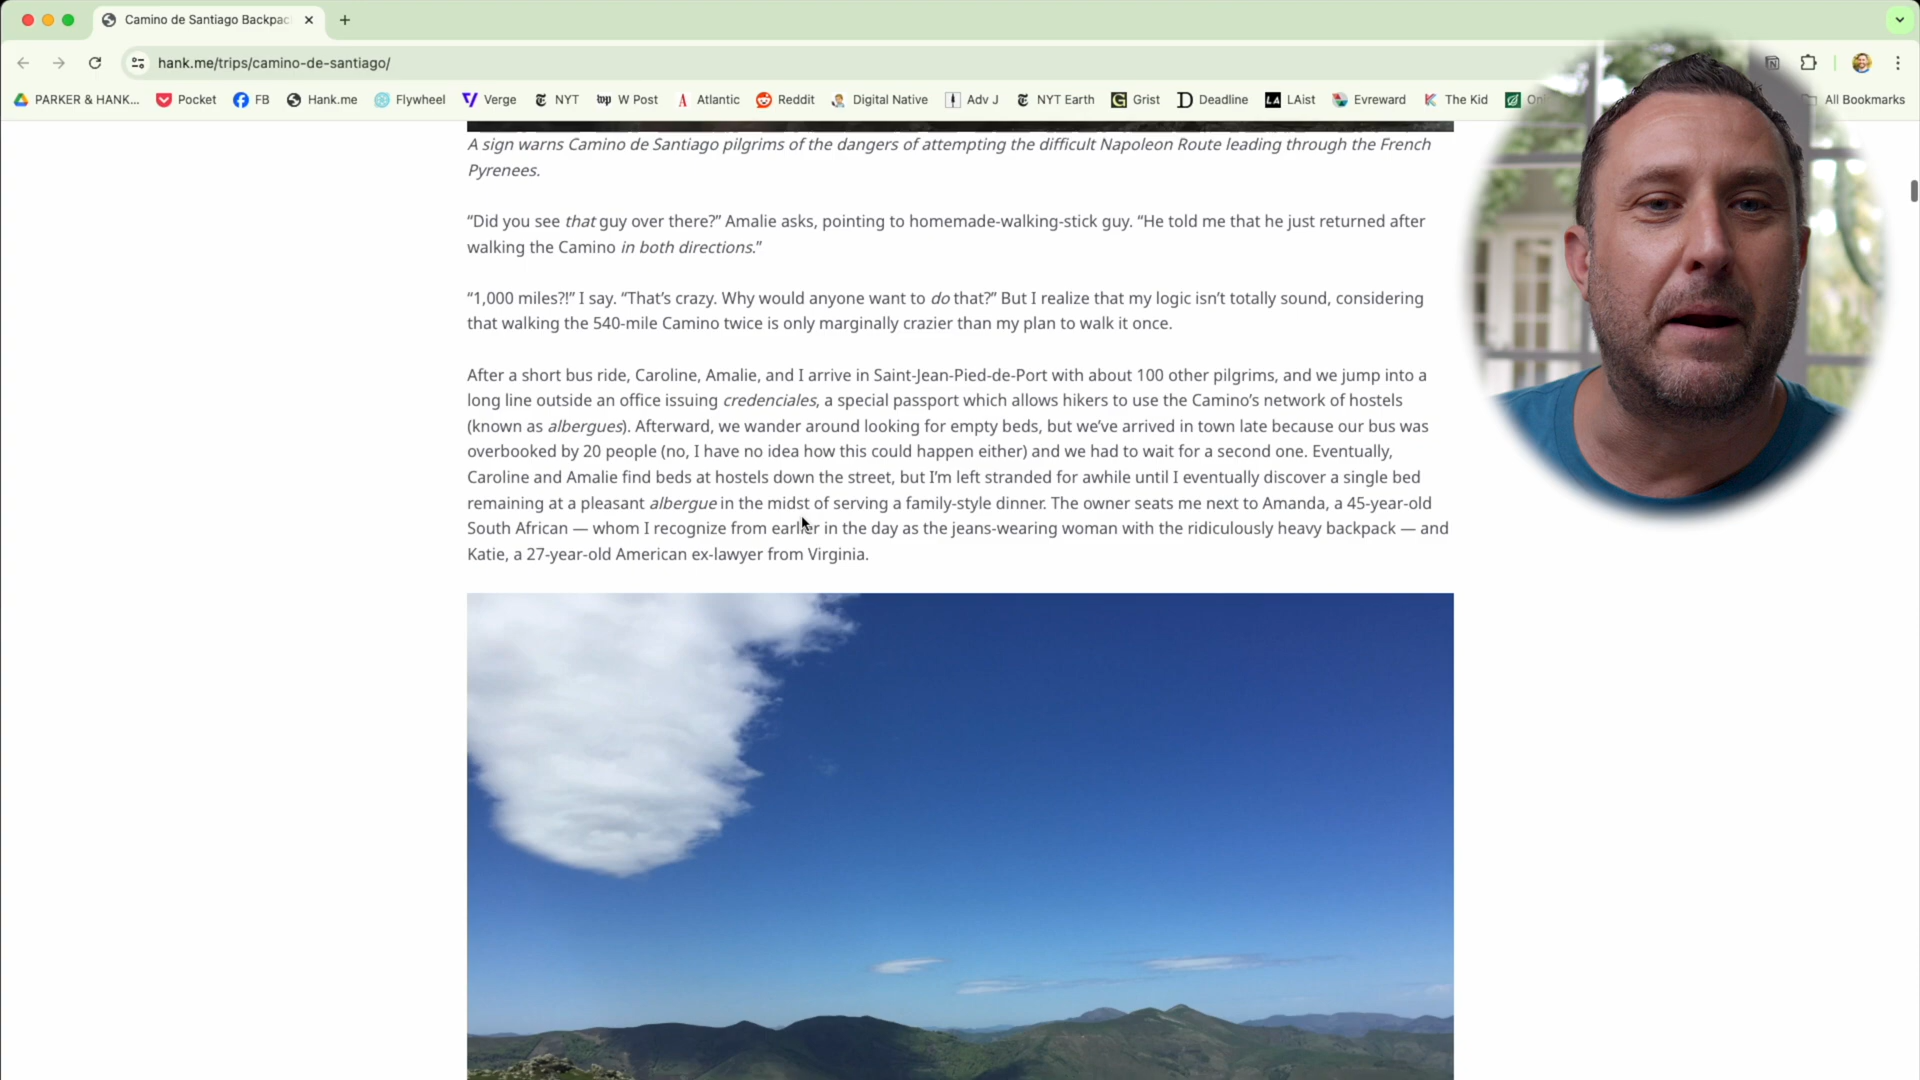 Camino de Santiago Backpac
hank.me/trips/camino-de-santiago/
PARKER & HANK... Pocket FB Hank.me Flywheel Verge NYT W Post Atlantic Reddit Digital Native Adv J NYT Earth Grist Deadline LAist Evreward The Kid All Bookmarks
A sign warns Camino de Santiago pilgrims of the dangers of attempting the difficult Napoleon Route leading through the French
Pyrenees.
“Did you see that guy over there?” Amalie asks, pointing to homemade-walking-stick guy. “He told me that he just returned after
walking the Camino in both directions.”
“1,000 miles?!” I say. “That’s crazy. Why would anyone want to do that?” But I realize that my logic isn’t totally sound, considering
that walking the 540-mile Camino twice is only marginally crazier than my plan to walk it once.
After a short bus ride, Caroline, Amalie, and I arrive in Saint-Jean-Pied-de-Port with about 100 other pilgrims, and we jump into a
long line outside an office issuing credenciales, a special passport which allows hikers to use the Camino’s network of hostels
(known as albergues). Afterward, we wander around looking for empty beds, but we’ve arrived in town late because our bus was
overbooked by 20 people (no, I have no idea how this could happen either) and we had to wait for a second one. Eventually,
Caroline and Amalie find beds at hostels down the street, but I’m left stranded for awhile until I eventually discover a single bed
remaining at a pleasant albergue in the midst of serving a family-style dinner. The owner seats me next to Amanda, a 45-year-old
South African — whom I recognize from earlier in the day as the jeans-wearing woman with the ridiculously heavy backpack — and
Katie, a 27-year-old American ex-lawyer from Virginia.